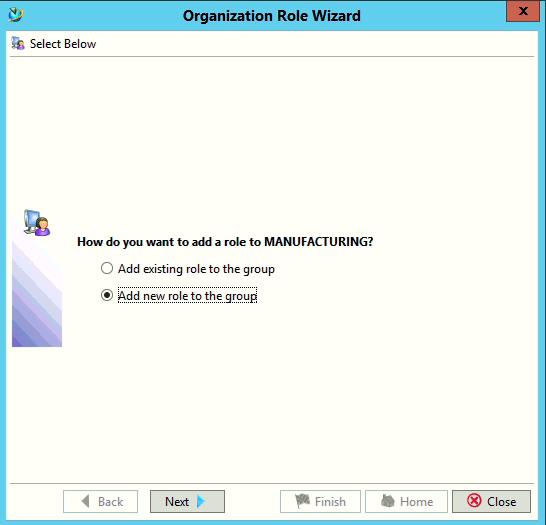 Organization Role Wizard
x
Select Below
How do you want to add a role to MANUFACTURING?
Add existing role to the group
Add new role to the group
Back
Next
Finish
Home
Close